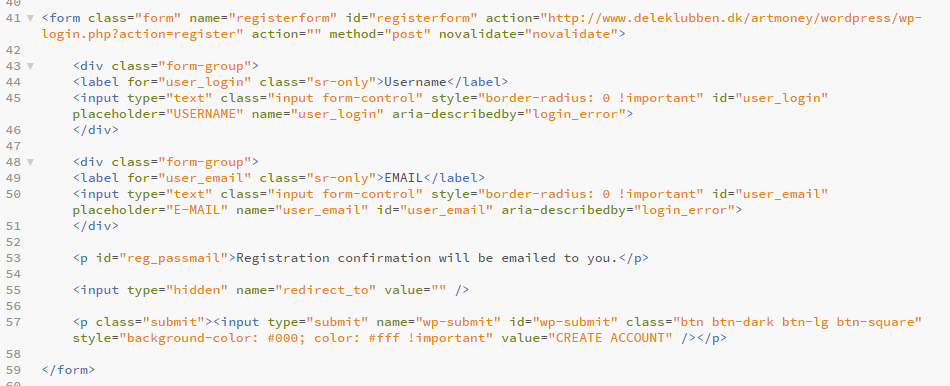 40
41 <form class="form" name="registerform" id="registerform" action="http://www.deleklubben.dk/artmoney/wordpress/wp-
login.php?action=register" action="" method="post" novalidate="novalidate">
42
43 <div class="form-group">
44 <label for="user_login" class="sr-only">Username</label>
45 <input type="text" class="input form-control" style="border-radius: 0 !important" id="user_login"
placeholder="USERNAME" name="user_login" aria-describedby="login_error">
46 </div>
47
48 <div class="form-group">
49 <label for="user_email" class="sr-only">EMAIL</label>
50 <input type="text" class="input form-control" style="border-radius: 0 !important" id="user_email"
placeholder="E-MAIL" name="user_email" id="user_email" aria-describedby="login_error">
51 </div>
52
53 <p id="reg_passmail">Registration confirmation will be emailed to you.</p>
54
55 <input type="hidden" name="redirect_to" value="" />
56
57 <p class="submit"><input type="submit" name="wp-submit" id="wp-submit" class="btn btn-dark btn-lg btn-square"
style="background-color: #000; color: #fff !important" value="CREATE ACCOUNT" /></p>
58
59 </form>
60